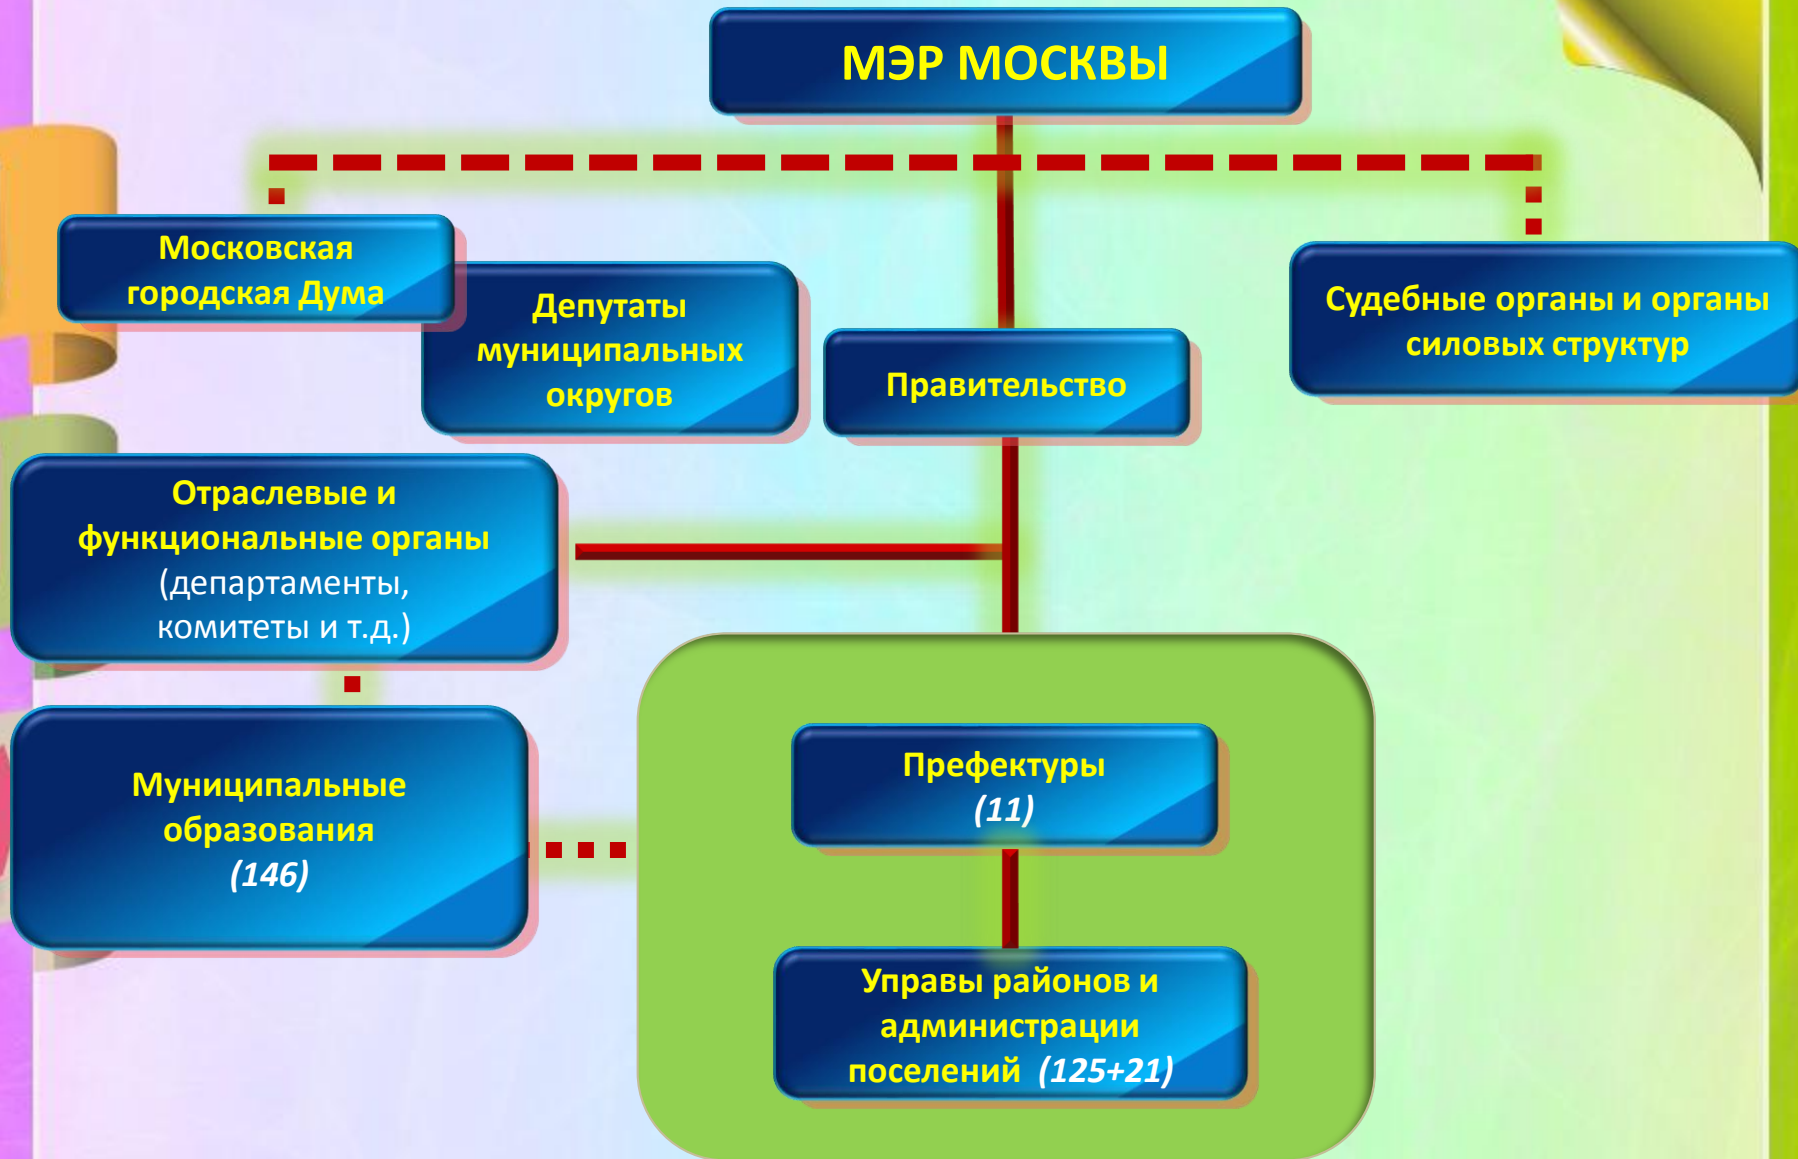 МЭР МОСКВЫ
Московская
городская Дума
Депутаты
муниципальных
округов
Правительство
Судебные органы и органы
силовых структур
Отраслевые и
функциональные органы
(департаменты,
комитеты и т.д.)
Муниципальные
образования
(146)
Префектуры
(11)
Управы районов и
администрации
поселений (125+21)